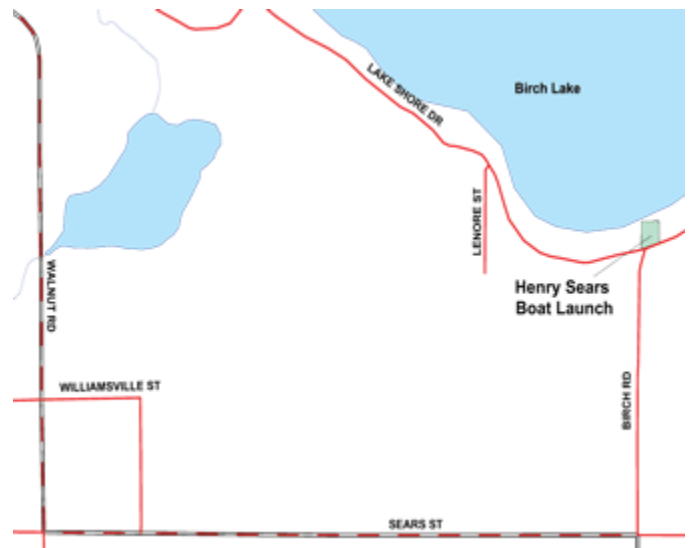 Birch Lake
LAKE SHORE DR
LENORE ST
Henry Sears
Boat Launch
WALNUT RD
WILLIAMSVILLE ST
BIRCH RD
SEARS ST